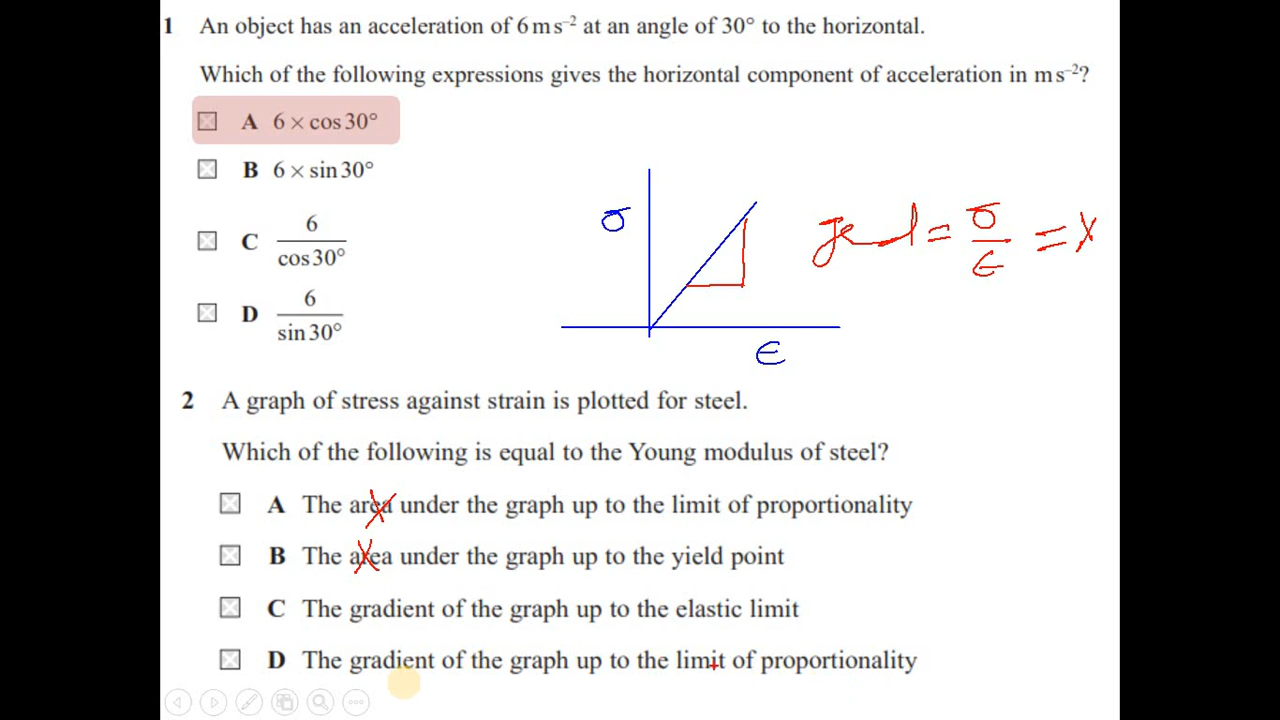 1 An object has an acceleration of 6 m s⁻² at an angle of 30° to the horizontal.
Which of the following expressions gives the horizontal component of acceleration in m s⁻²?
A 6 × cos 30°
B 6 × sin 30°
C 6/cos 30°
D 6/sin 30°
σ
ϵ
= σ/ϵ =
2 A graph of stress against strain is plotted for steel.
Which of the following is equal to the Young modulus of steel?
A The area under the graph up to the limit of proportionality
B The area under the graph up to the yield point
C The gradient of the graph up to the elastic limit
D The gradient of the graph up to the limit of proportionality